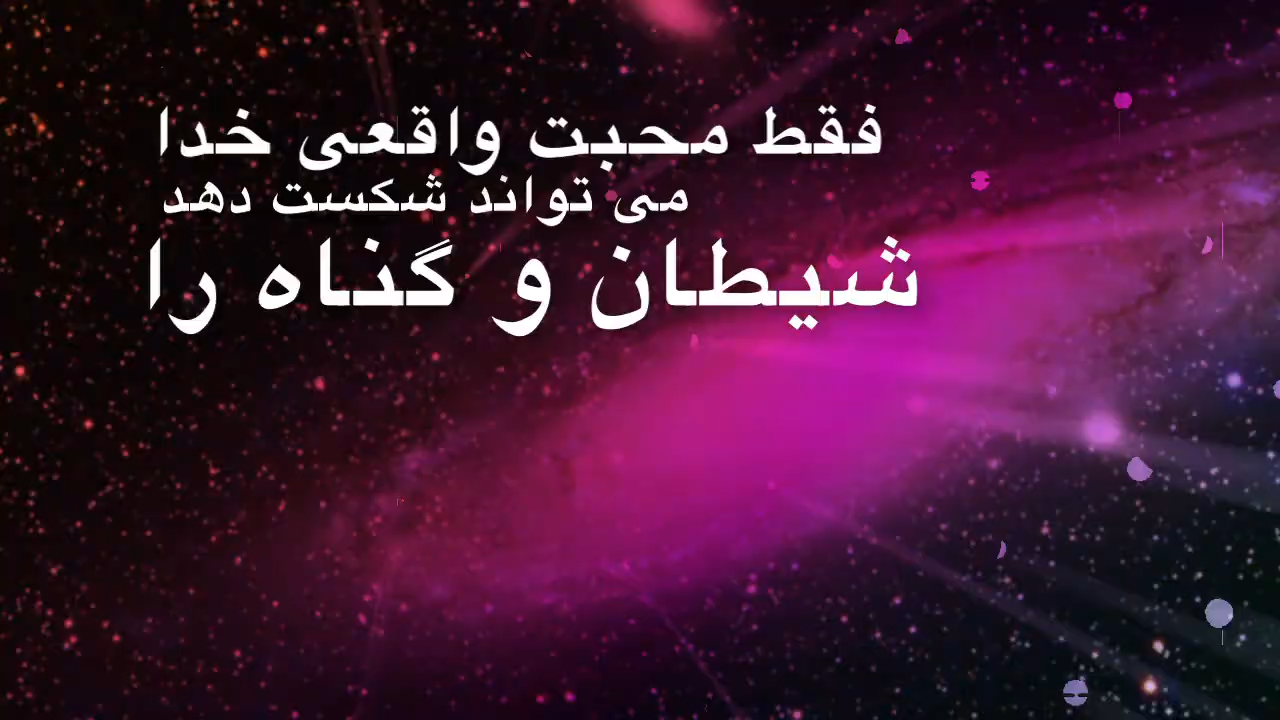 فقط محبت واقعی خدا
می تواند شکست دهد
شیطان و گناه را